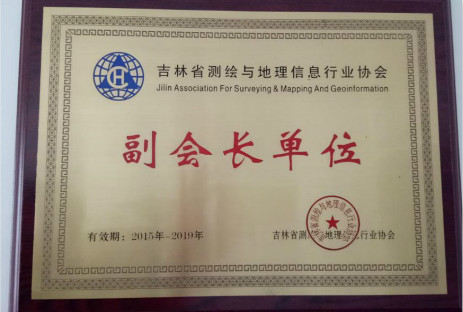 吉林省测绘与地理信息行业协会
Jilin Association For Surveying & Mapping And Geoinformation
副会长单位
有效期：2015年-2019年
吉林省测绘与地理信息行业协会